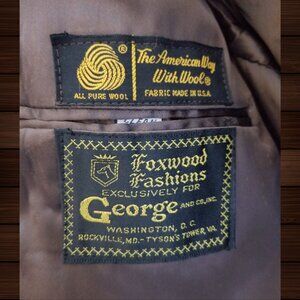 The American Way
With Wool®
®
ALL PURE WOOL
FABRIC MADE IN U.S.A.
Foxwood
Fashions
EXCLUSIVELY FOR
George AND CO., INC.
WASHINGTON, D.C.
ROCKVILLE, MD.-TYSON'S TOWER, VA.